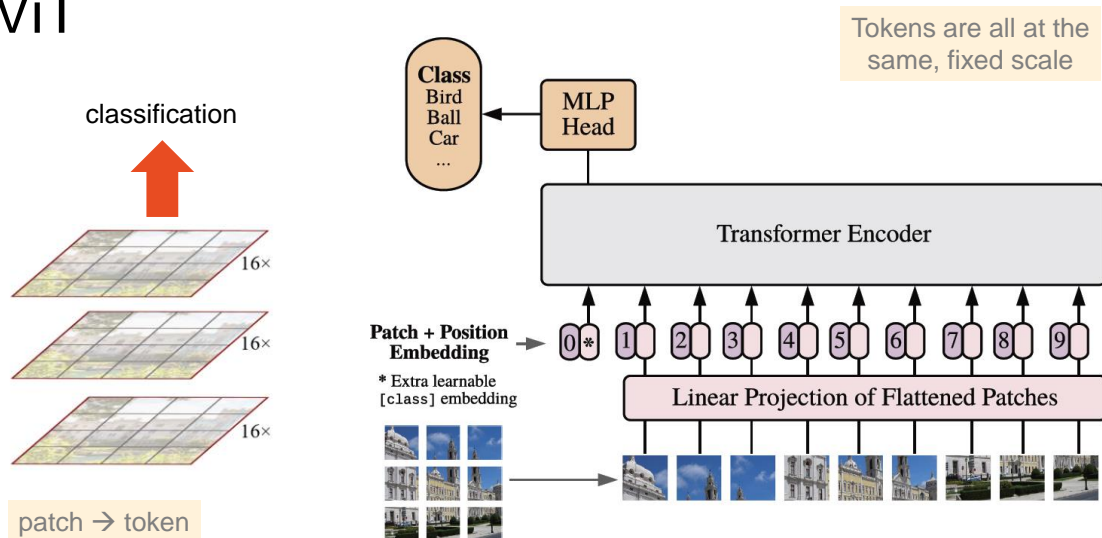 ViT
Tokens are all at the
same, fixed scale
classification
16×
16×
16×
patch → token
Class
Bird
Ball
Car
...
MLP
Head
Transformer Encoder
Patch + Position
Embedding
0 * 1 2 3 4 5 6 7 8 9
* Extra learnable
[class] embedding
Linear Projection of Flattened Patches